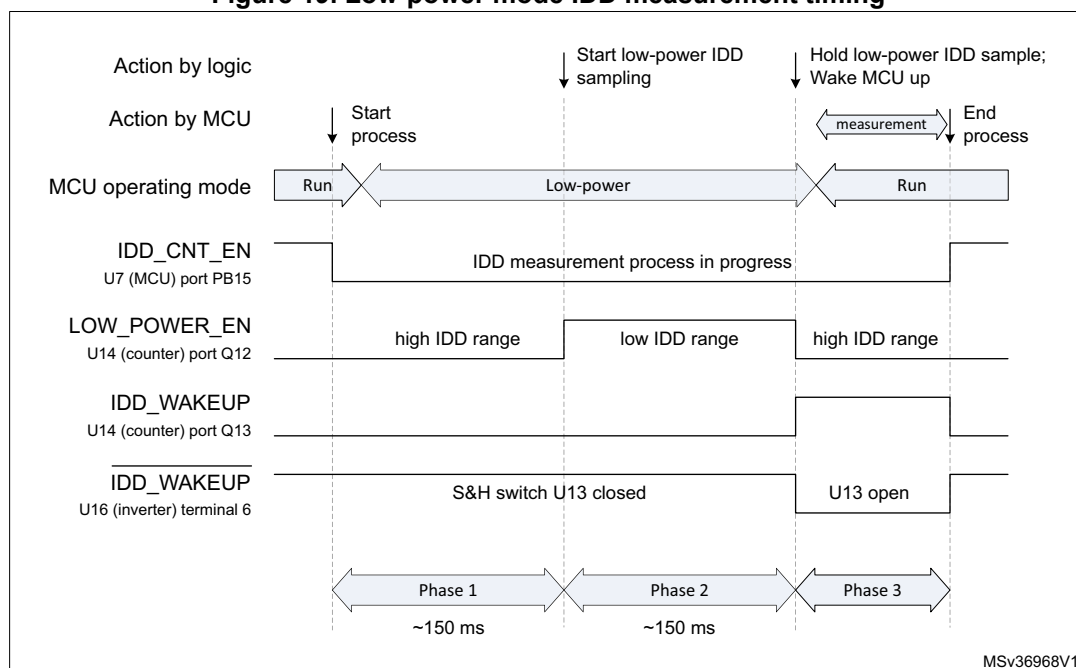 Figure 10. Low-power mode IDD measurement timing
Action by logic
Start low-power IDD
sampling
Hold low-power IDD sample;
Wake MCU up
Action by MCU
Start
process
measurement
End
process
MCU operating mode
Run
Low-power
Run
IDD_CNT_EN
U7 (MCU) port PB15
IDD measurement process in progress
LOW_POWER_EN
U14 (counter) port Q12
high IDD range
low IDD range
high IDD range
IDD_WAKEUP
U14 (counter) port Q13
IDD_WAKEUP
U16 (inverter) terminal 6
S&H switch U13 closed
U13 open
Phase 1
Phase 2
Phase 3
~150 ms
~150 ms
MSv36968V1